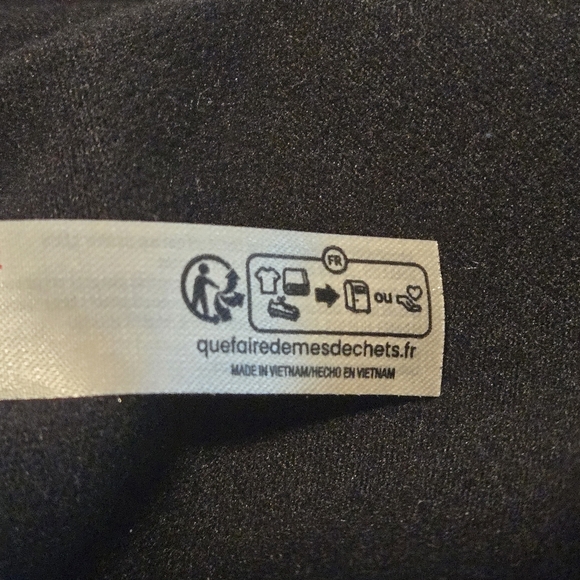 FR
ou
quefairedemesdechets.fr
MADE IN VIETNAM/HECHO EN VIETNAM